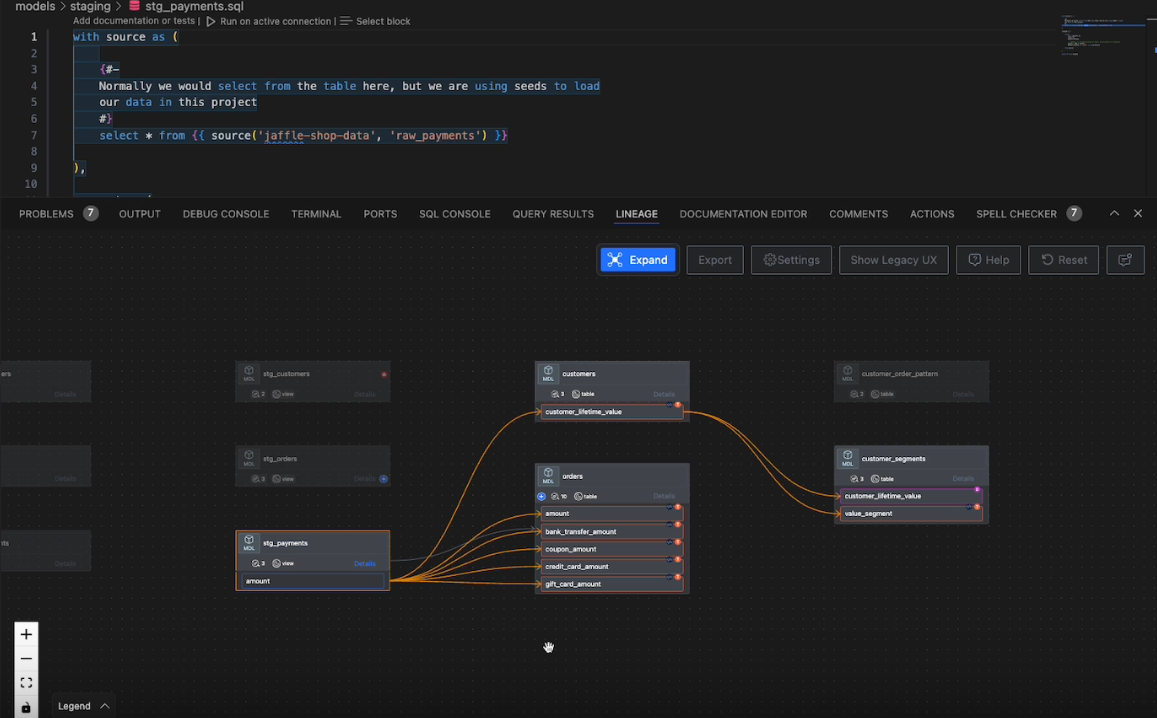 models > staging > stg_payments.sql
Add documentation or tests | Run on active connection | Select block
1 with source as (
2
3 {#-
4 Normally we would select from the table here, but we are using seeds to load
5 our data in this project
6 #}
7 select * from {{ source('jaffle-shop-data', 'raw_payments') }}
8
9 ),
10
PROBLEMS 7 OUTPUT DEBUG CONSOLE TERMINAL PORTS SQL CONSOLE QUERY RESULTS LINEAGE DOCUMENTATION EDITOR COMMENTS ACTIONS SPELL CHECKER 7
Expand Export Settings Show Legacy UX Help Reset
ers
Details
MDL stg_customers
2 view Details
MDL customers
3 table Details
customer_lifetime_value
MDL customer_order_pattern
2 table Details
Details
MDL stg_orders
3 view Details
MDL orders
10 table Details
amount
bank_transfer_amount
coupon_amount
credit_card_amount
gift_card_amount
MDL customer_segments
3 table Details
customer_lifetime_value
value_segment
nts
Details
MDL stg_payments
3 view Details
amount
Legend